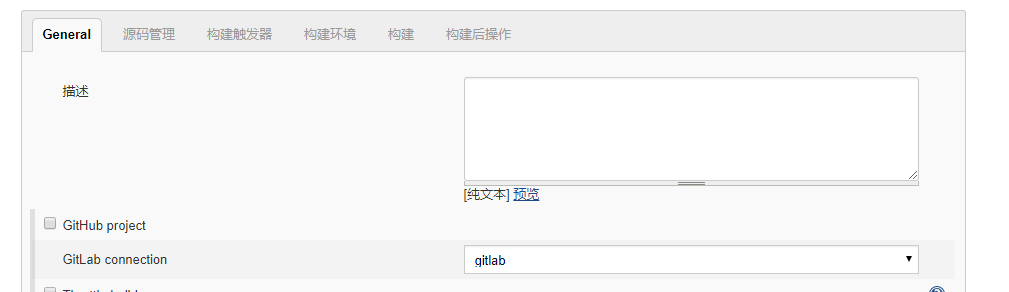 General 源码管理 构建触发器 构建环境 构建 构建后操作
描述
[纯文本] 预览
GitHub project
GitLab connection
gitlab